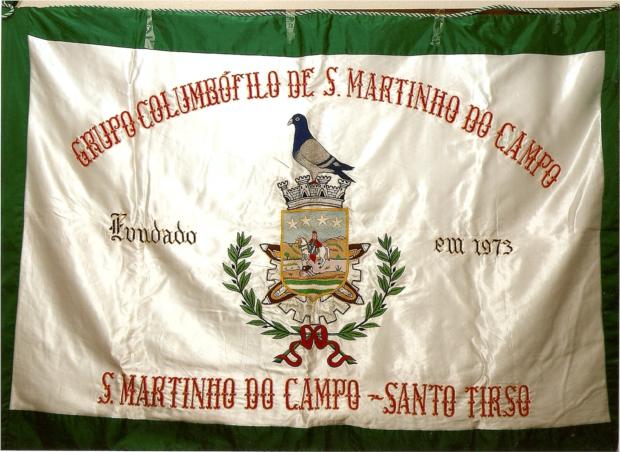 GRUPO COLUMBÓFILO DE S. MARTINHO DO CAMPO
Fundado em 1973
S. MARTINHO DO CAMPO - SANTO TIRSO